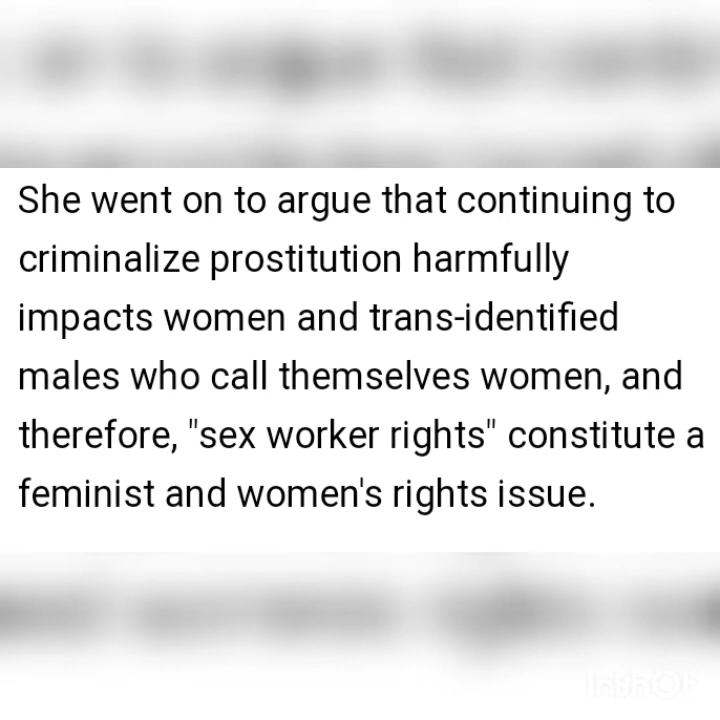 She went on to argue that continuing to
criminalize prostitution harmfully
impacts women and trans-identified
males who call themselves women, and
therefore, "sex worker rights" constitute a
feminist and women's rights issue.
InShOt